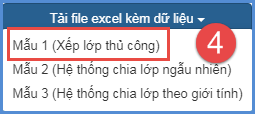 Tải file excel kèm dữ liệu
Mẫu 1 (Xếp lớp thủ công)
4
Mẫu 2 (Hệ thống chia lớp ngẫu nhiên)
Mẫu 3 (Hệ thống chia lớp theo giới tính)